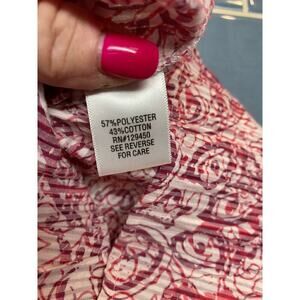 57%POLYESTER
43%COTTON
RN#129450
SEE REVERSE
FOR CARE